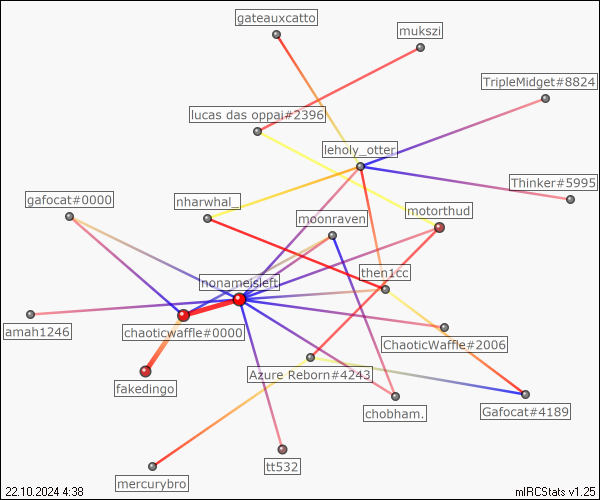 gateauxcatto
mukszi
TripleMidget#8824
lucas das oppai#2396
leholy_otter
Thinker#5995
gafocat#0000
nharwhal_
motorthud
moonraven
then1cc
nonameisleft
amah1246
chaoticwaffle#0000
ChaoticWaffle#2006
Azure Reborn#4243
fakedingo
chobham.
Gafocat#4189
tt532
mercurybro
22.10.2024 4:38
mIRCStats v1.25